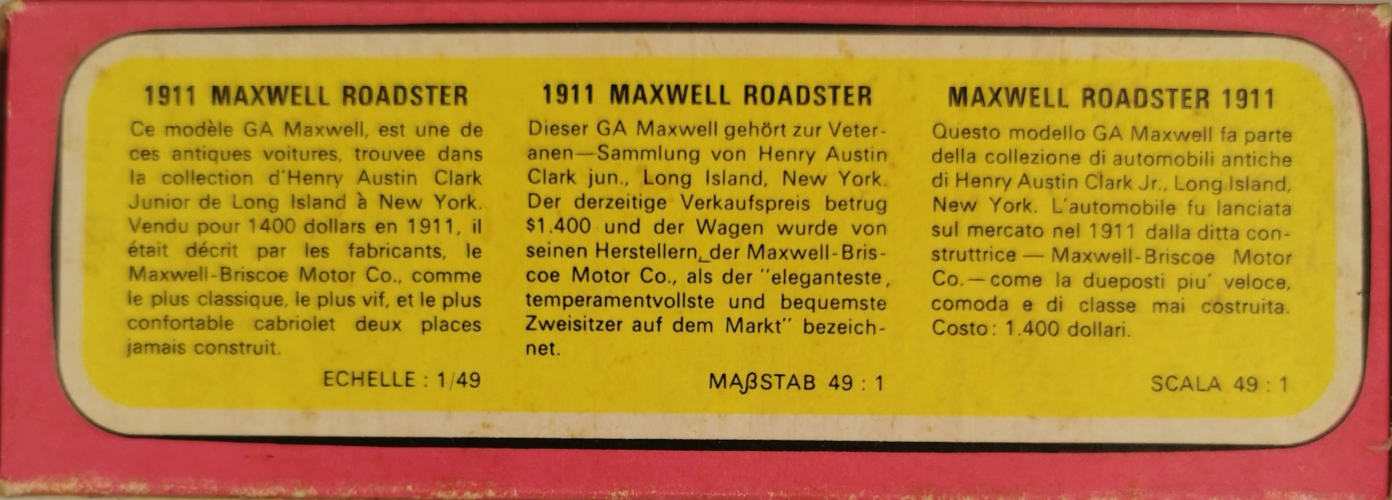 1911 MAXWELL ROADSTER
Ce modèle GA Maxwell, est une de
ces antiques voitures, trouvee dans
la collection d'Henry Austin Clark
Junior de Long Island à New York.
Vendu pour 1400 dollars en 1911, il
était décrit par les fabricants, le
Maxwell-Briscoe Motor Co., comme
le plus classique, le plus vif, et le plus
confortable cabriolet deux places
jamais construit.
ECHELLE : 1/49
1911 MAXWELL ROADSTER
Dieser GA Maxwell gehört zur Veter-
anen—Sammlung von Henry Austin
Clark jun., Long Island, New York.
Der derzeitige Verkaufspreis betrug
$1.400 und der Wagen wurde von
seinen Herstellern, der Maxwell-Bris-
coe Motor Co., als der "eleganteste,
temperamentvollste und bequemste
Zweisitzer auf dem Markt" bezeich-
net.
MAßSTAB 49 : 1
MAXWELL ROADSTER 1911
Questo modello GA Maxwell fa parte
della collezione di automobili antiche
di Henry Austin Clark Jr., Long Island,
New York. L'automobile fu lanciata
sul mercato nel 1911 dalla ditta con-
struttrice — Maxwell-Briscoe Motor
Co.—come la dueposti piu' veloce,
comoda e di classe mai costruita.
Costo: 1.400 dollari.
SCALA 49 : 1